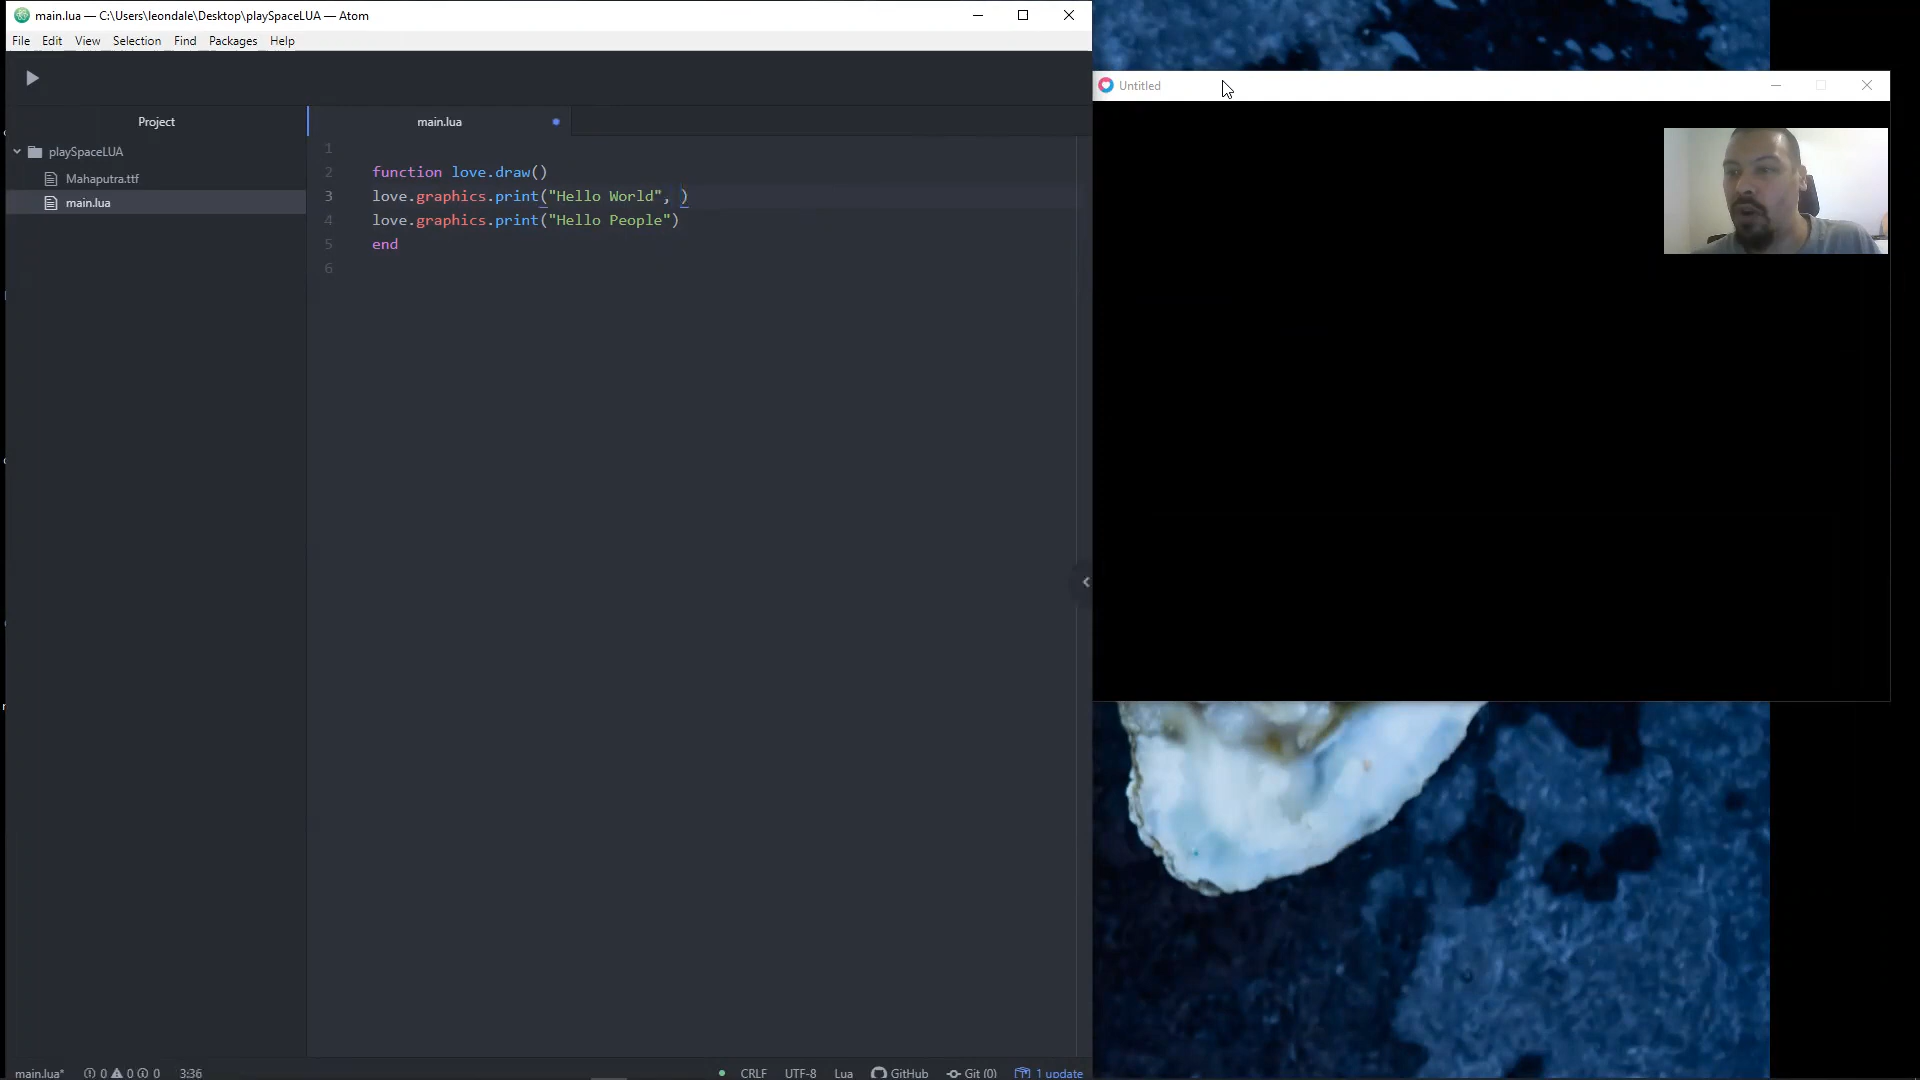 main.lua — C:\Users\leondale\Desktop\playSpaceLUA — Atom
File Edit View Selection Find Packages Help
Untitled
Project
main.lua
playSpaceLUA
Mahaputra.ttf
main.lua
1
2 function love.draw()
3 love.graphics.print("Hello World", )
4 love.graphics.print("Hello People")
5 end
6
main.lua* 0 0 0 3:36 CRLF UTF-8 Lua GitHub Git (0) 1 update